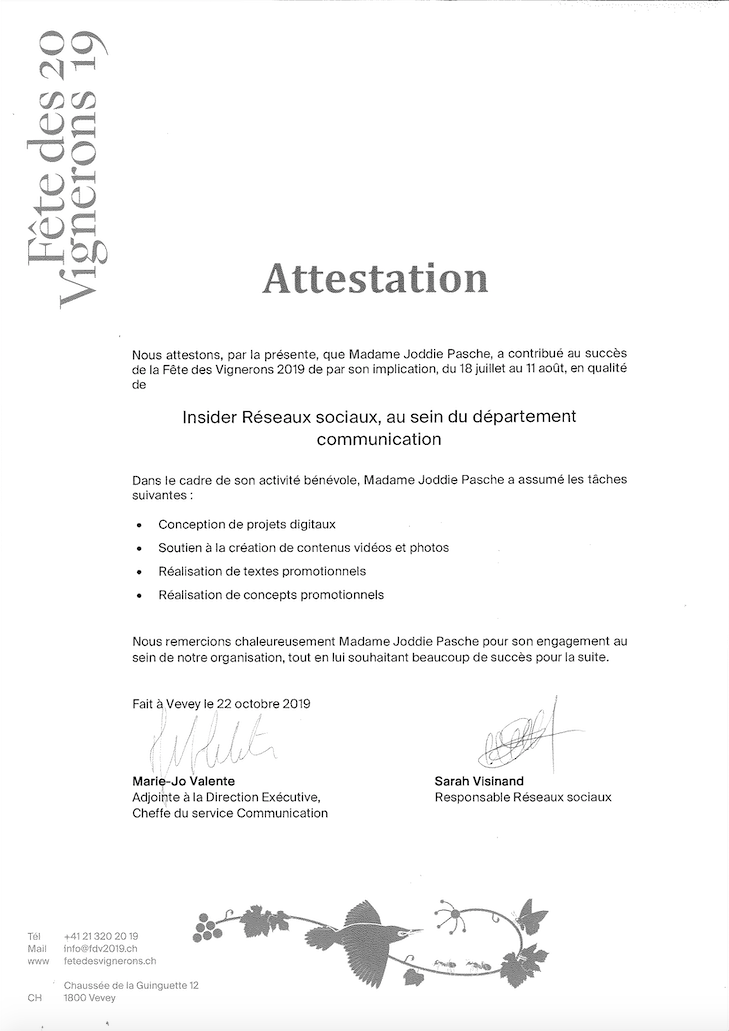 Fête des 20
Vignerons 19
Attestation
Nous attestons, par la présente, que Madame Joddie Pasche, a contribué au succès
de la Fête des Vignerons 2019 de par son implication, du 18 juillet au 11 août, en qualité
de
Insider Réseaux sociaux, au sein du département
communication
Dans le cadre de son activité bénévole, Madame Joddie Pasche a assumé les tâches
suivantes :
• Conception de projets digitaux
• Soutien à la création de contenus vidéos et photos
• Réalisation de textes promotionnels
• Réalisation de concepts promotionnels
Nous remercions chaleureusement Madame Joddie Pasche pour son engagement au
sein de notre organisation, tout en lui souhaitant beaucoup de succès pour la suite.
Fait à Vevey le 22 octobre 2019
Marie-Jo Valente
Adjointe à la Direction Exécutive,
Cheffe du service Communication
Sarah Visinand
Responsable Réseaux sociaux
Tél +41 21 320 20 19
Mail info@fdv2019.ch
www fetedesvignerons.ch
Chaussée de la Guinguette 12
CH 1800 Vevey